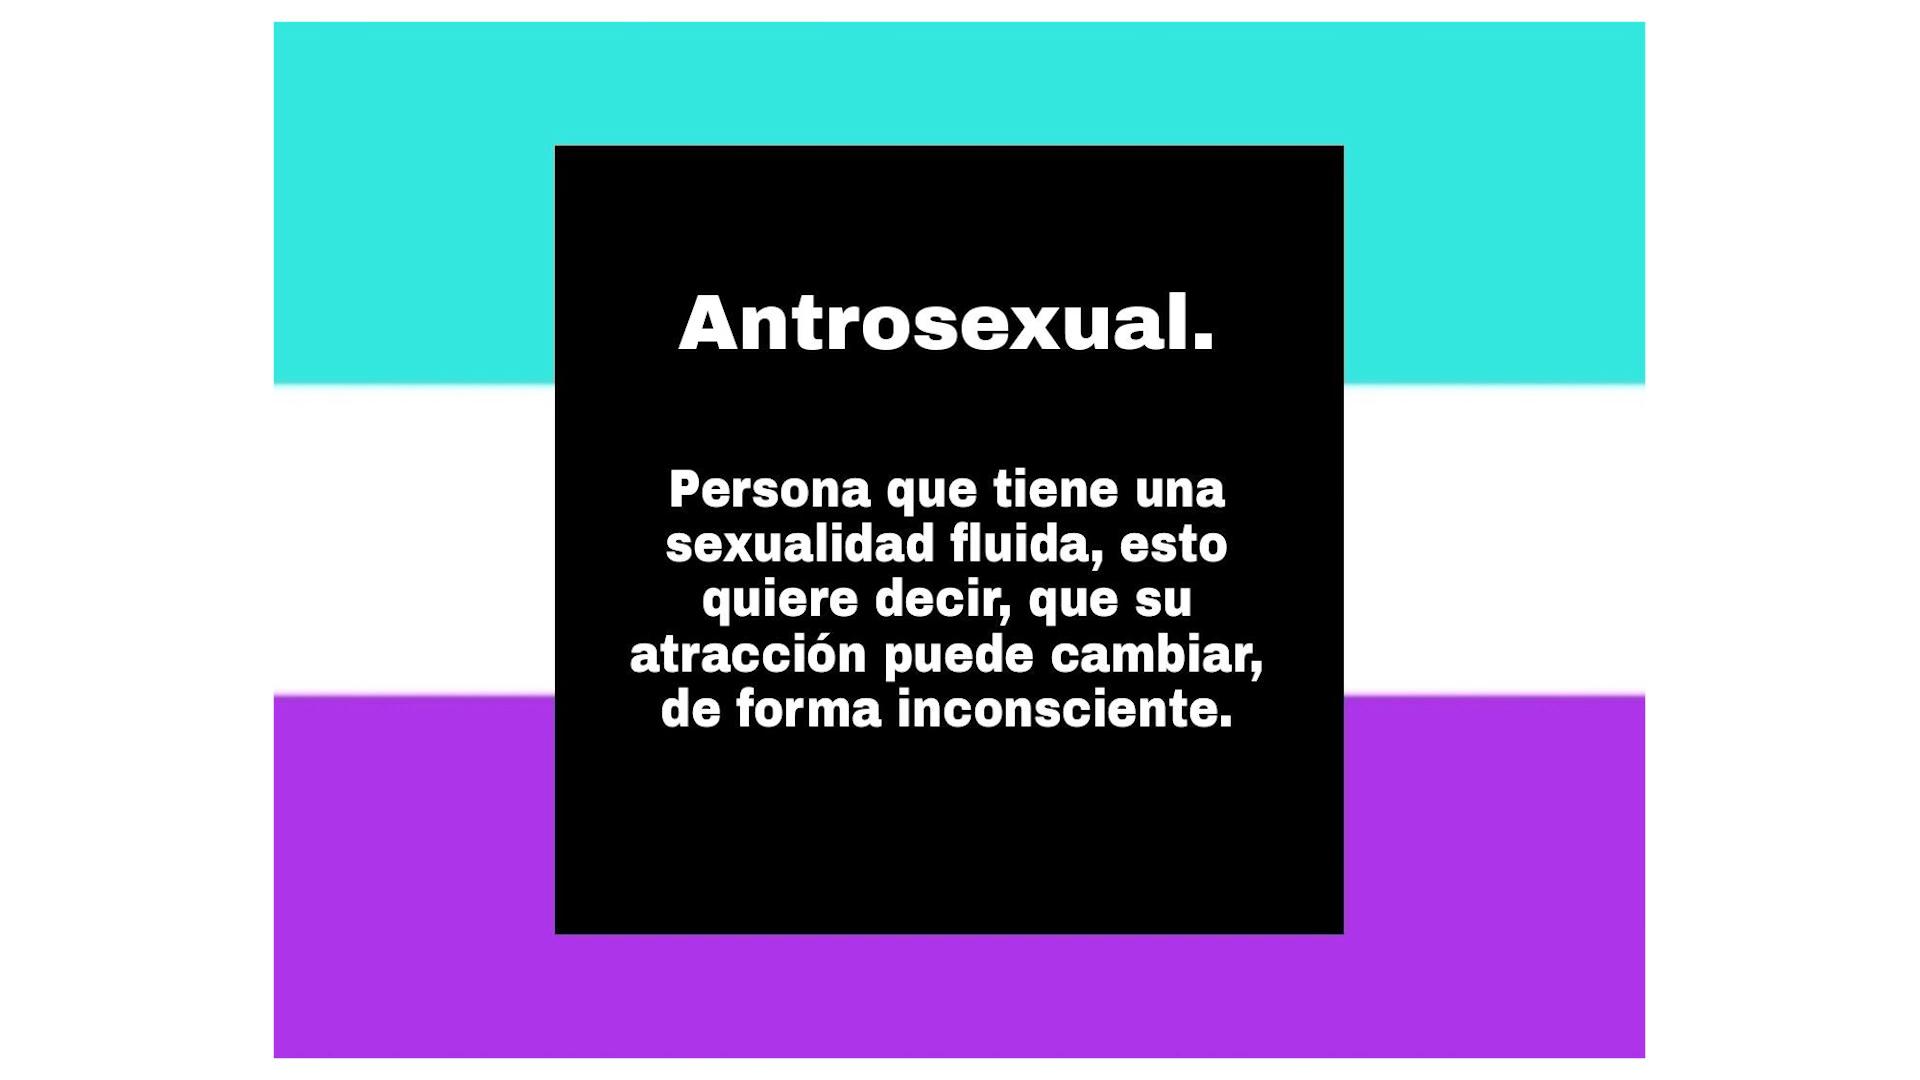 Antrosexual.
Persona que tiene una
sexualidad fluida, esto
quiere decir, que su
atracción puede cambiar,
de forma inconsciente.